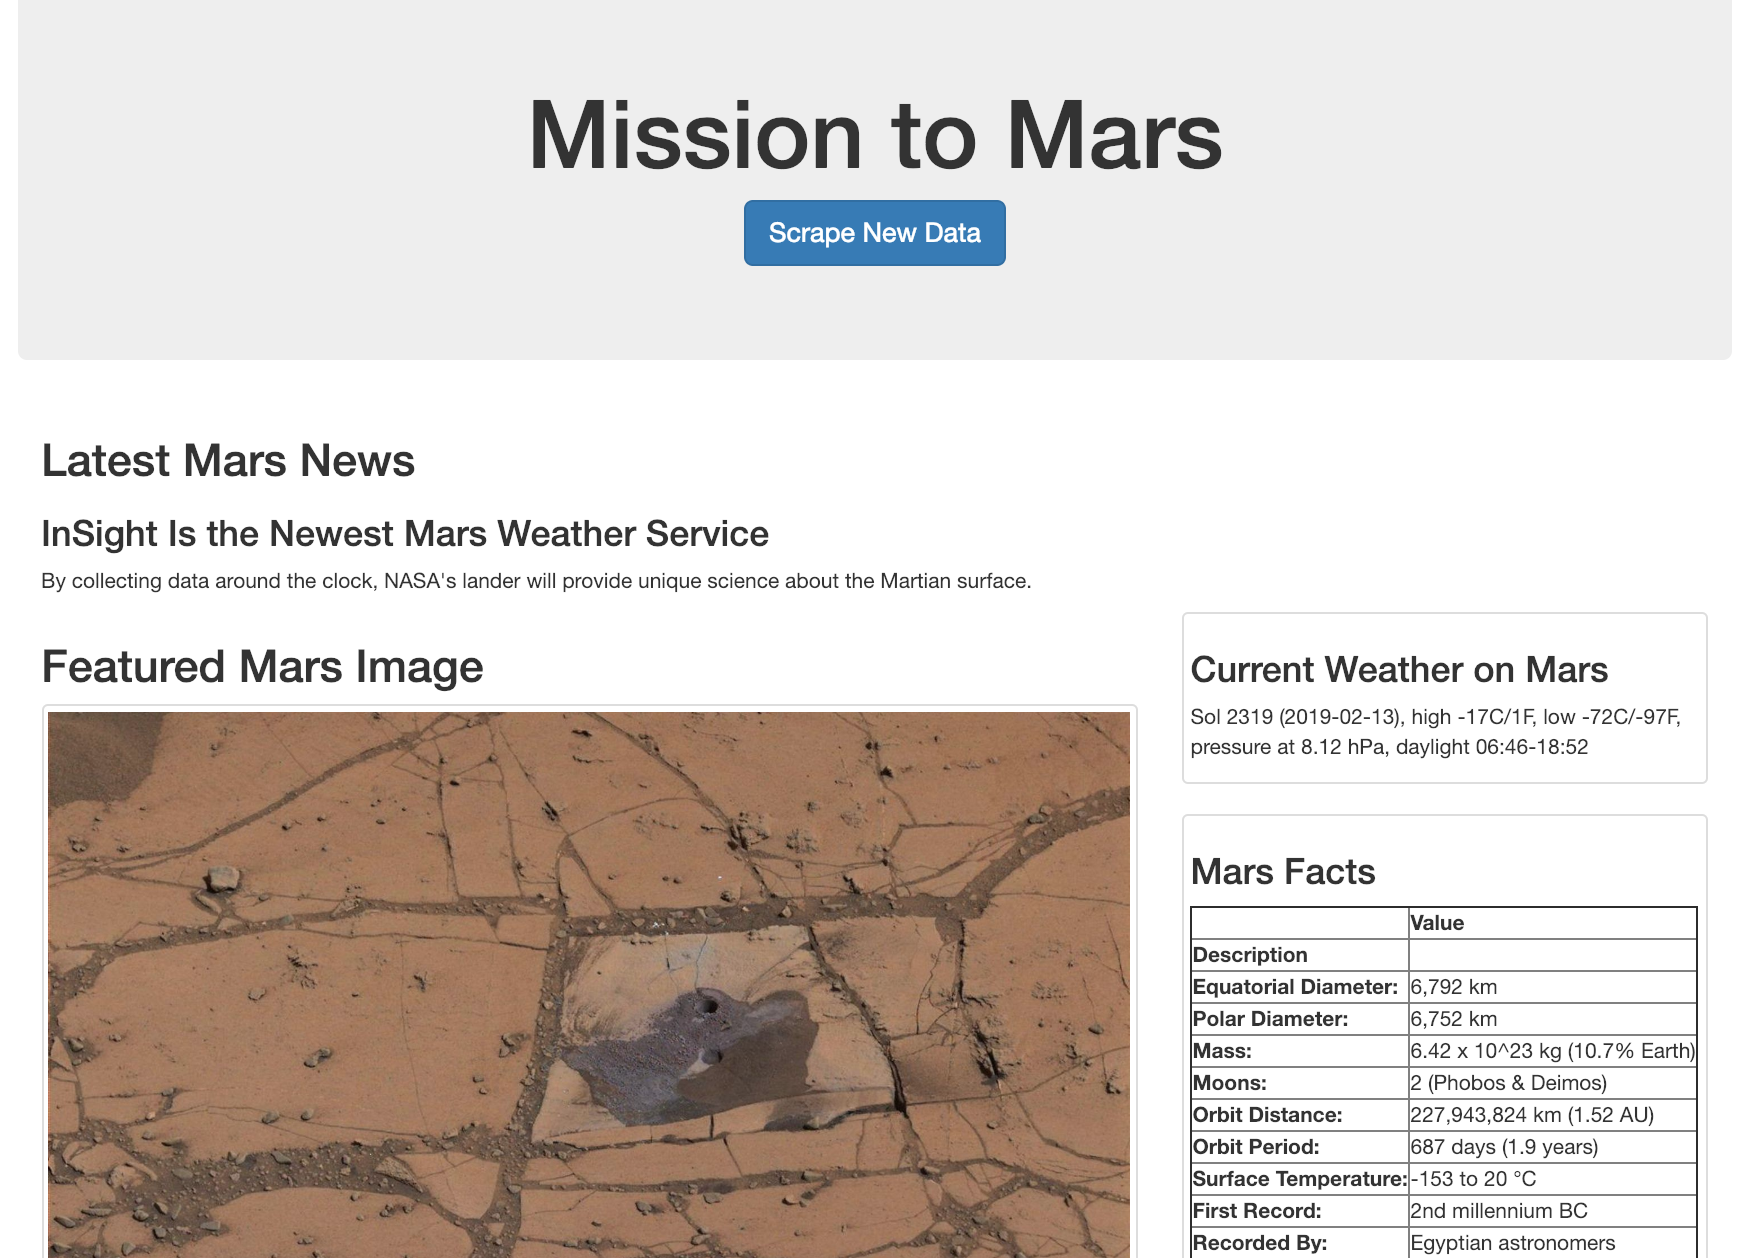 Mission to Mars
Scrape New Data
Latest Mars News
InSight Is the Newest Mars Weather Service
By collecting data around the clock, NASA's lander will provide unique science about the Martian surface.
Featured Mars Image
Current Weather on Mars
Sol 2319 (2019-02-13), high -17C/1F, low -72C/-97F,
pressure at 8.12 hPa, daylight 06:46-18:52
Mars Facts
Value
Description
Equatorial Diameter: 6,792 km
Polar Diameter: 6,752 km
Mass: 6.42 x 10^23 kg (10.7% Earth)
Moons: 2 (Phobos & Deimos)
Orbit Distance: 227,943,824 km (1.52 AU)
Orbit Period: 687 days (1.9 years)
Surface Temperature: -153 to 20 °C
First Record: 2nd millennium BC
Recorded By: Egyptian astronomers